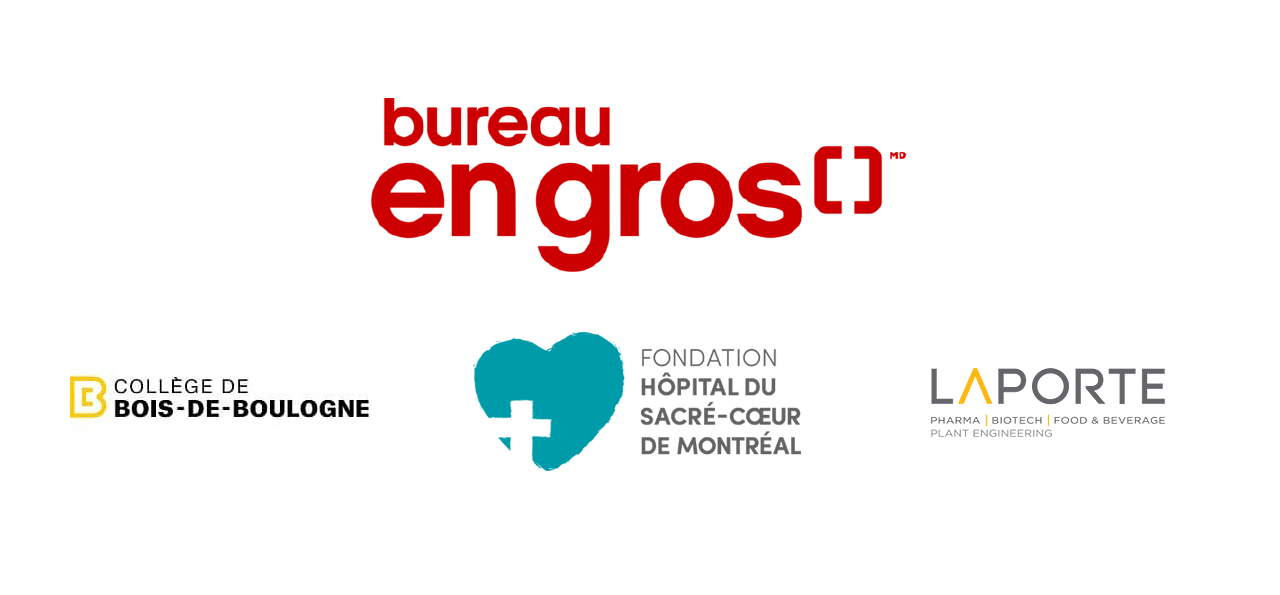 bureau
en gros MD
COLLÈGE DE
BOIS-DE-BOULOGNE
FONDATION
HÔPITAL DU
SACRÉ-CŒUR
DE MONTRÉAL
LAPORTE
PHARMA | BIOTECH | FOOD & BEVERAGE
PLANT ENGINEERING